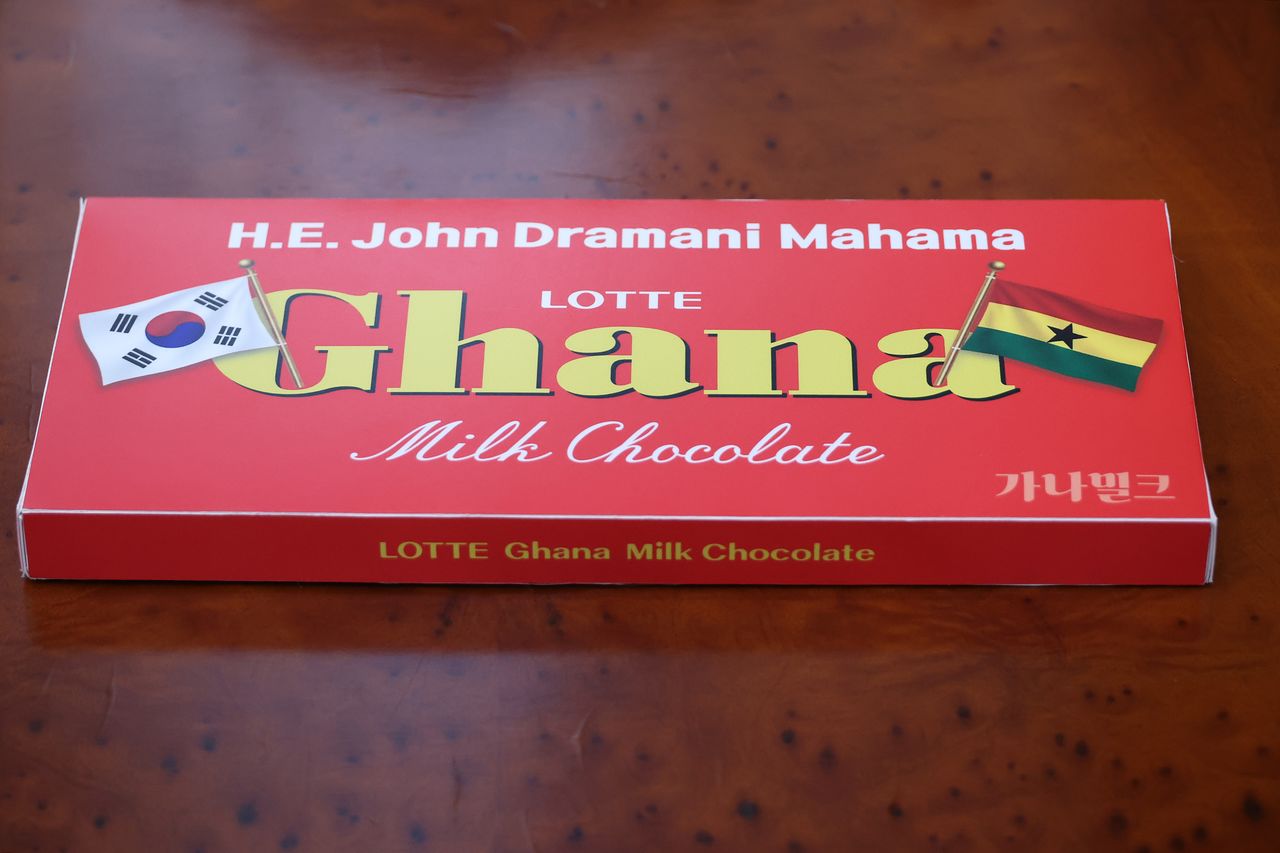 H.E. John Dramani Mahama
LOTTE
Ghana
Milk Chocolate
가나밀크
LOTTE Ghana Milk Chocolate